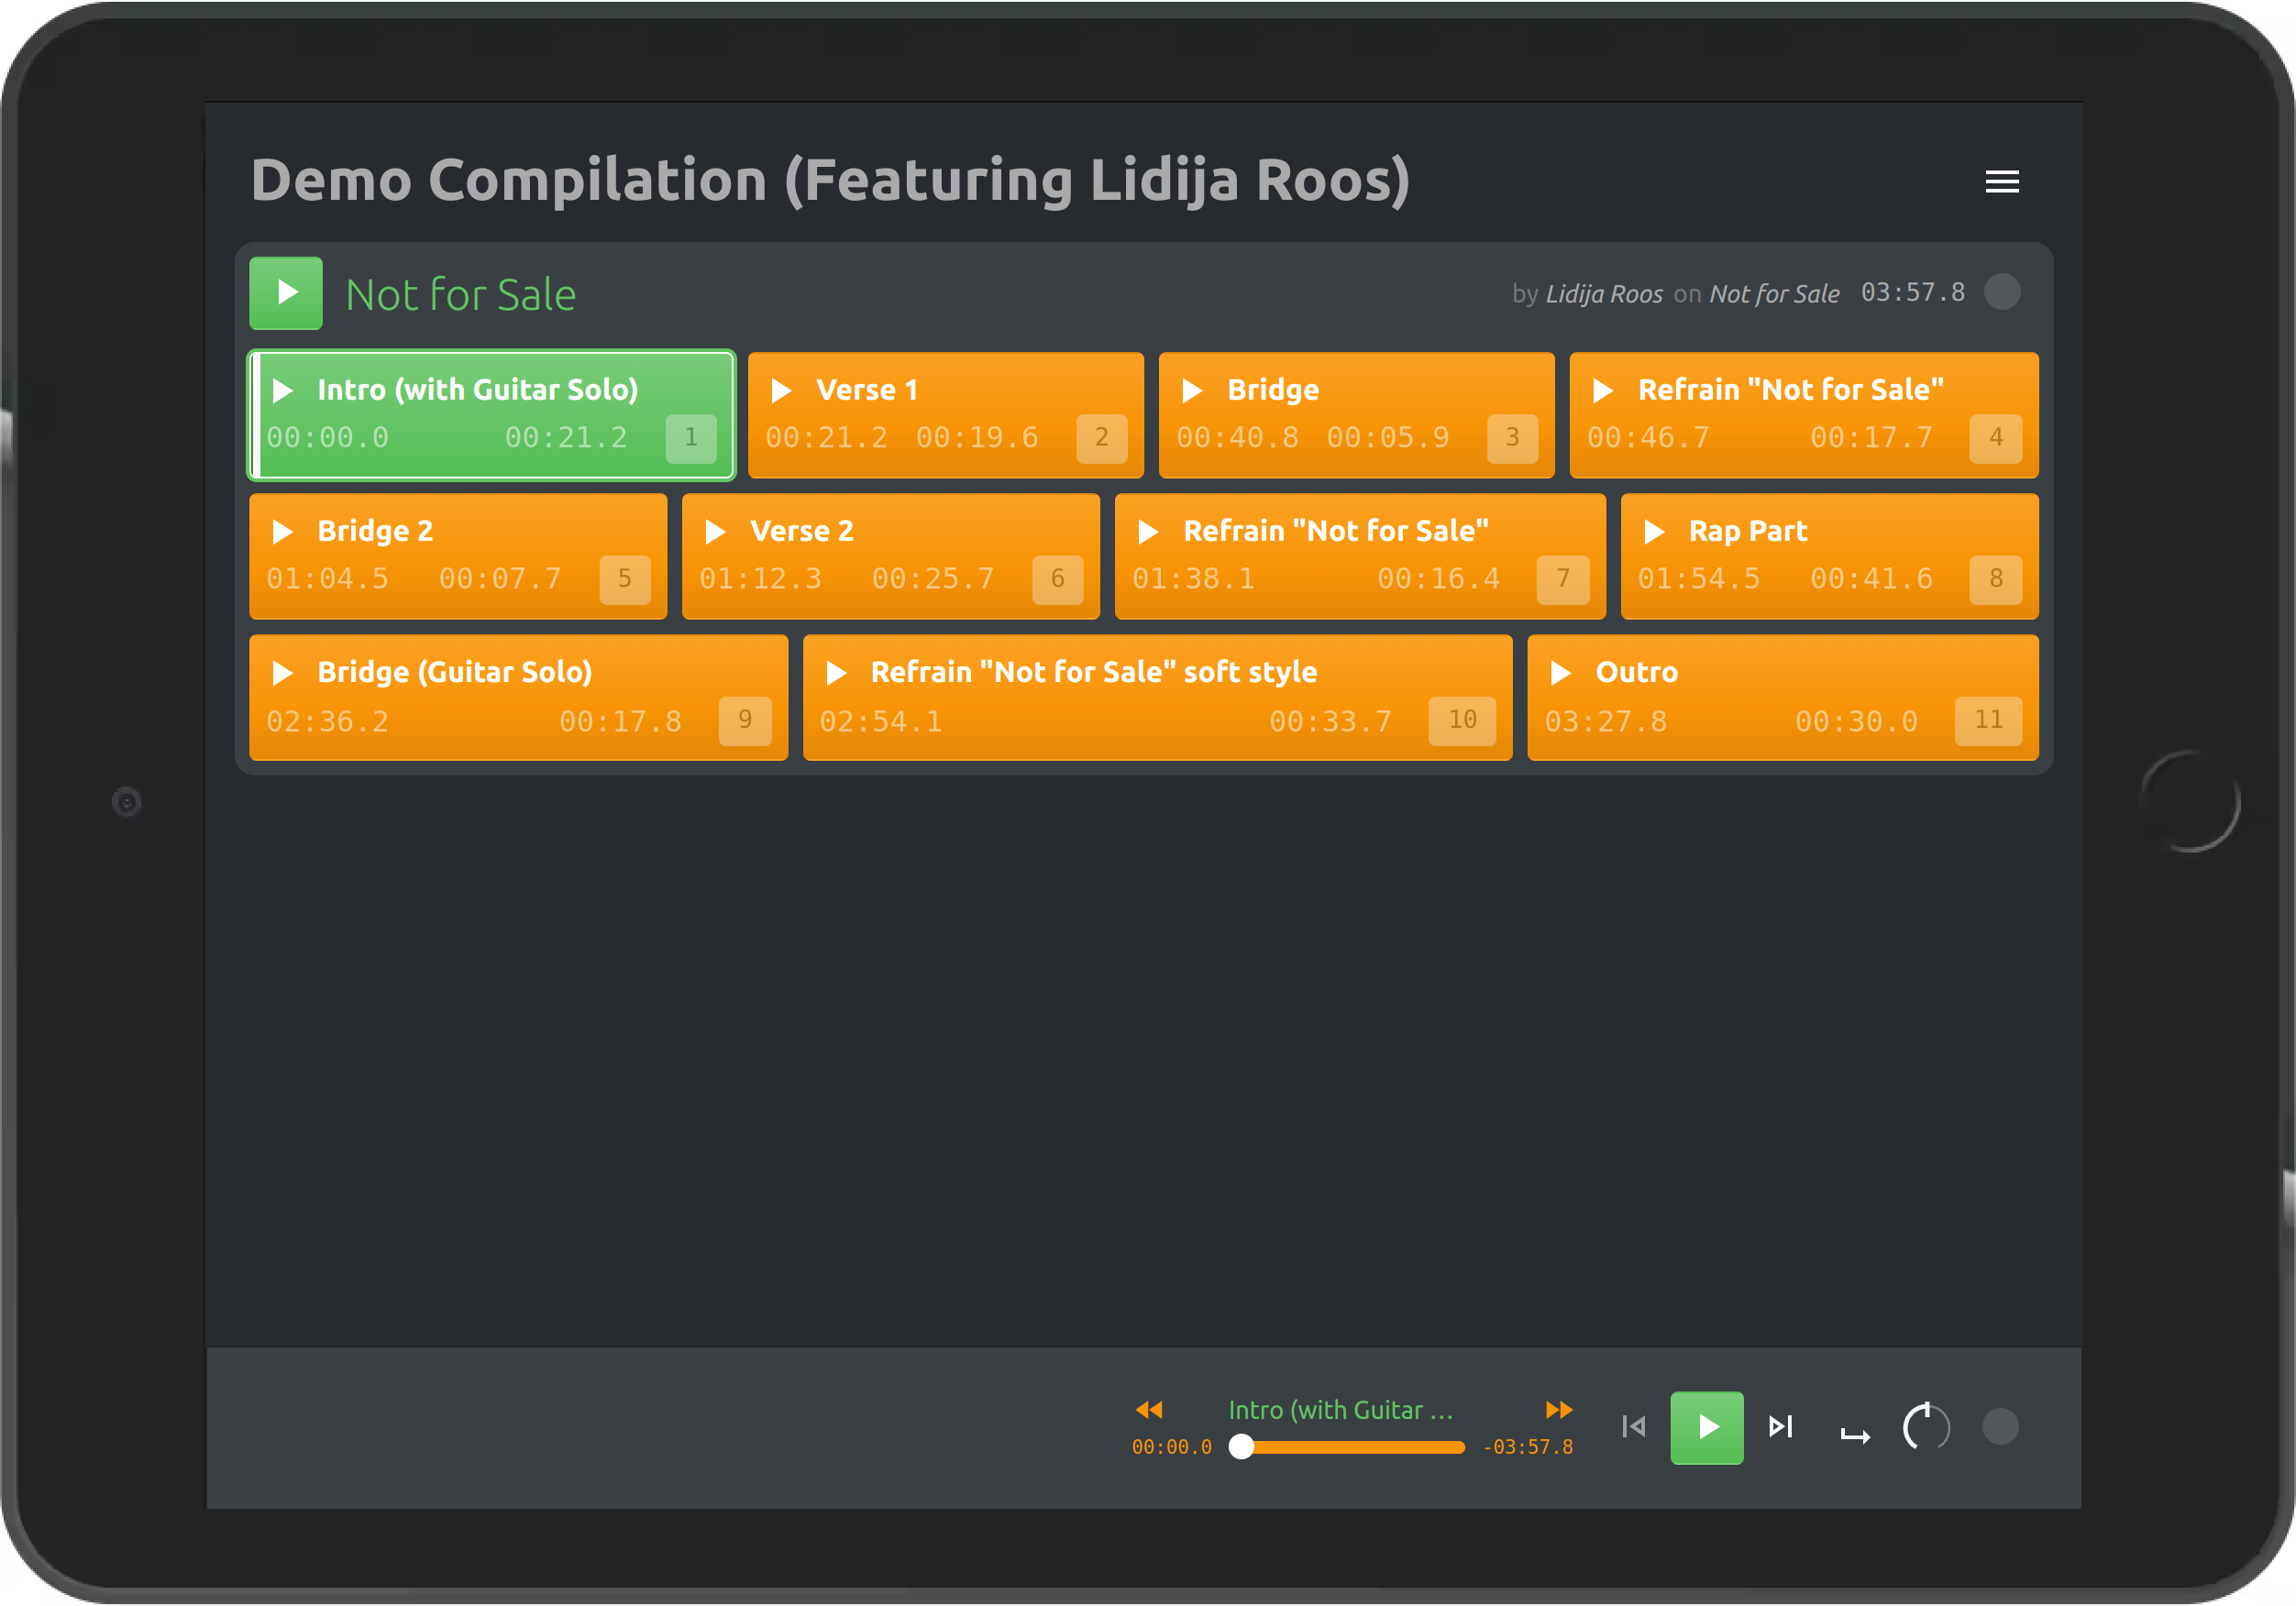 Demo Compilation (Featuring Lidija Roos)
Not for Sale
by Lidija Roos on Not for Sale 03:57.8
Intro (with Guitar Solo)
00:00.0 00:21.2 1
Verse 1
00:21.2 00:19.6 2
Bridge
00:40.8 00:05.9 3
Refrain "Not for Sale"
00:46.7 00:17.7 4
Bridge 2
01:04.5 00:07.7 5
Verse 2
01:12.3 00:25.7 6
Refrain "Not for Sale"
01:38.1 00:16.4 7
Rap Part
01:54.5 00:41.6 8
Bridge (Guitar Solo)
02:36.2 00:17.8 9
Refrain "Not for Sale" soft style
02:54.1 00:33.7 10
Outro
03:27.8 00:30.0 11
Intro (with Guitar ...
00:00.0 -03:57.8